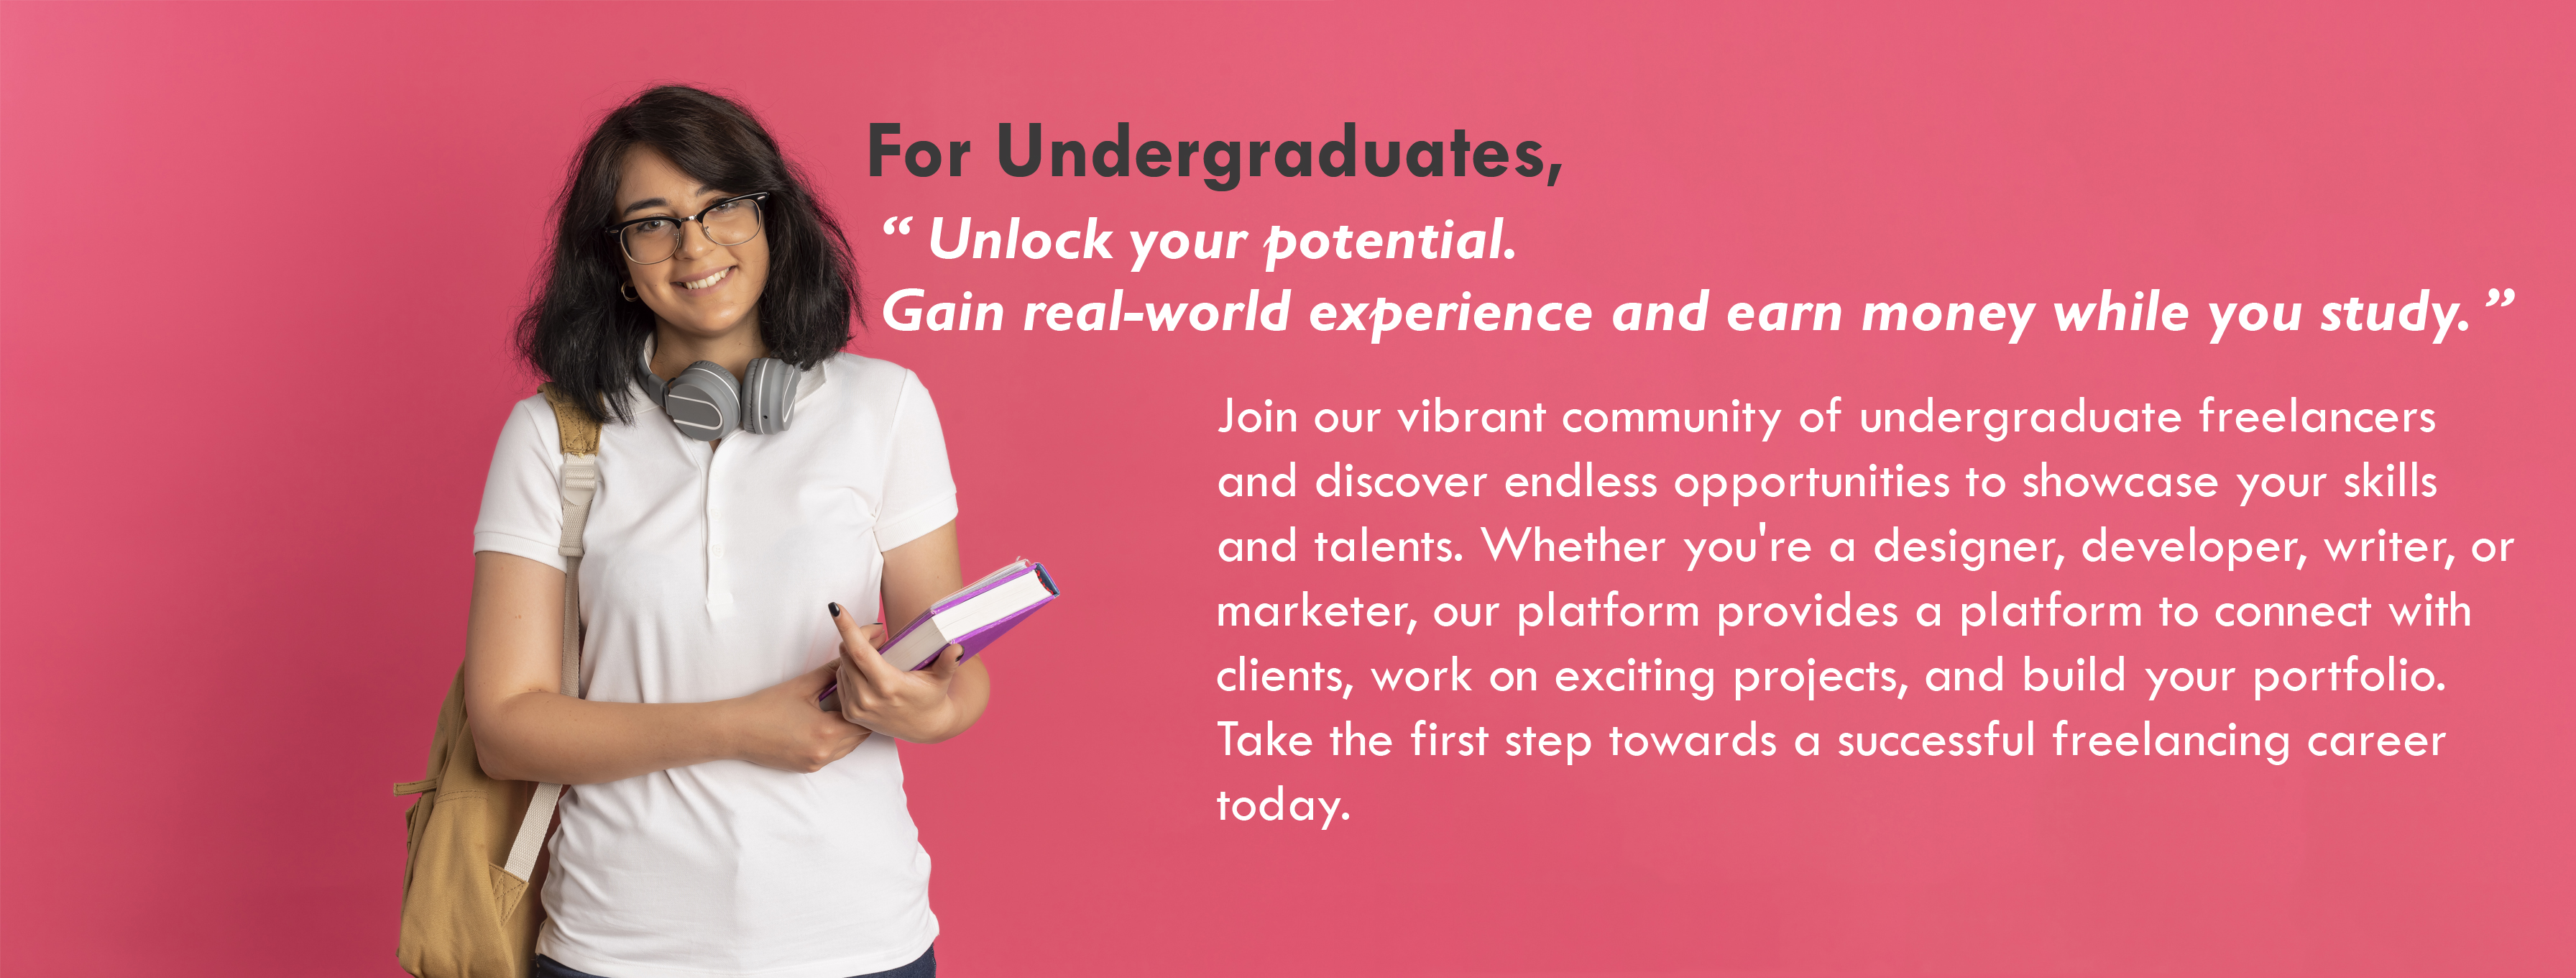 For Undergraduates,
“ Unlock your potential.
Gain real-world experience and earn money while you study. ”
Join our vibrant community of undergraduate freelancers
and discover endless opportunities to showcase your skills
and talents. Whether you're a designer, developer, writer, or
marketer, our platform provides a platform to connect with
clients, work on exciting projects, and build your portfolio.
Take the first step towards a successful freelancing career
today.